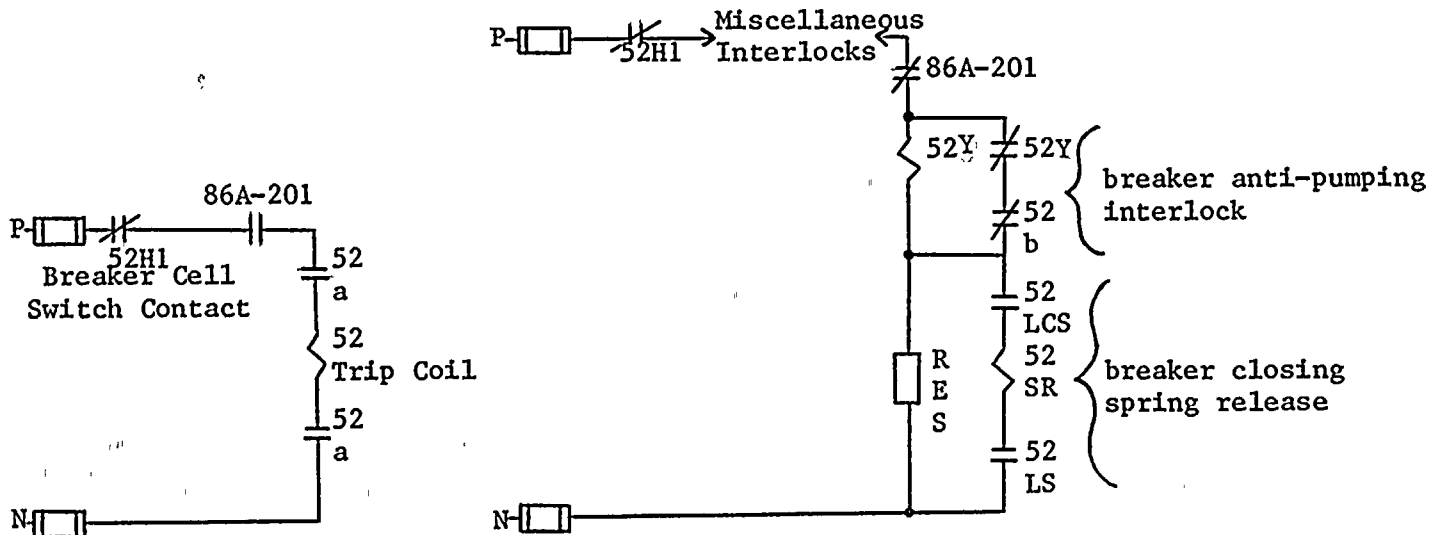 P
52H1
Breaker Cell
Switch Contact
86A-201
52
a
52
Trip Coil
52
a
N
P
52H1
Miscellaneous
Interlocks
86A-201
52Y
52Y
52
b
breaker anti-pumping
interlock
R
E
S
52
LCS
52
SR
52
LS
breaker closing
spring release
N